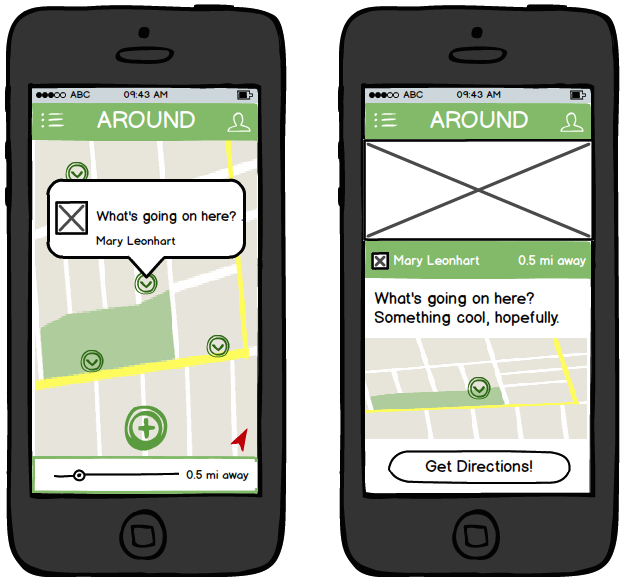 ABC 09:43 AM
AROUND
What's going on here?
Mary Leonhart
0.5 mi away
ABC 09:43 AM
AROUND
Mary Leonhart 0.5 mi away
What's going on here?
Something cool, hopefully.
Get Directions!